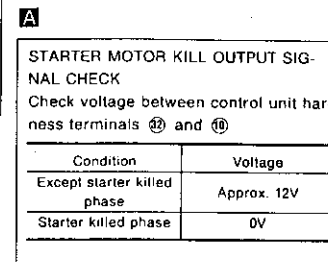 A
STARTER MOTOR KILL OUTPUT SIG-
NAL CHECK
Check voltage between control unit har
ness terminals ㉜ and ⑩
Condition Voltage
Except starter killed
phase
Approx. 12V
Starter killed phase 0V